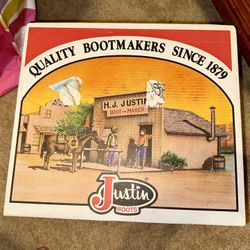 QUALITY BOOTMAKERS SINCE 1879
H. J. JUSTIN
BOOT MAKER
Justin
BOOTS